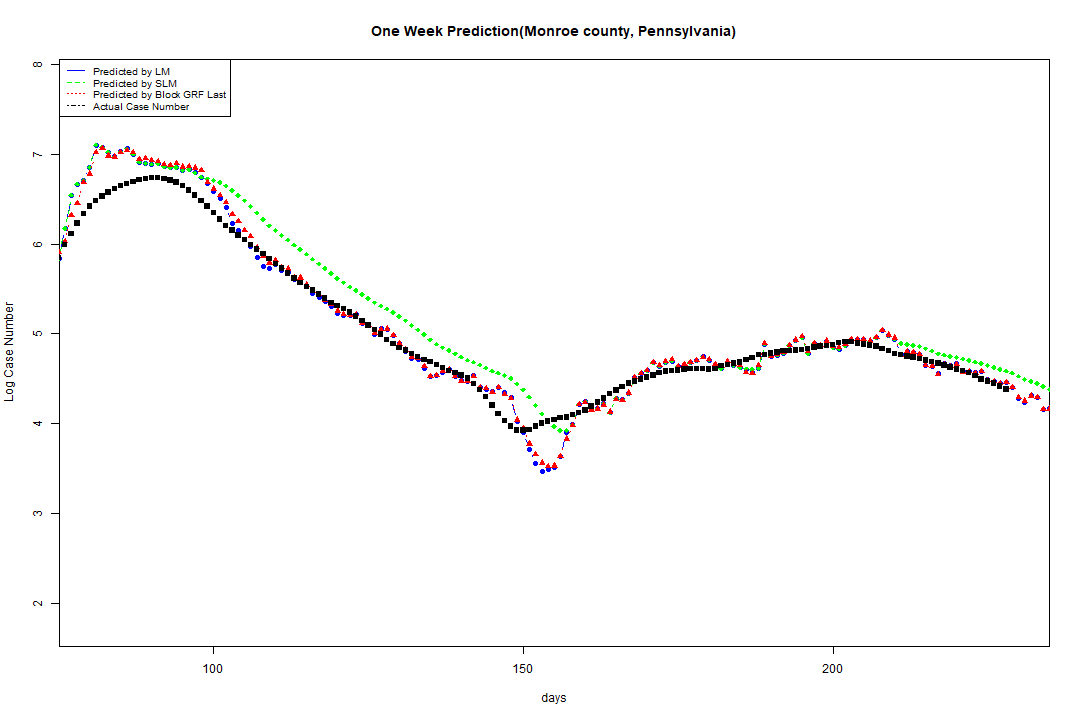 One Week Prediction(Monroe county, Pennsylvania)
Predicted by LM
Predicted by SLM
Predicted by Block GRF Last
Actual Case Number
8
7
6
5
4
3
2
Log Case Number
100 150 200
days